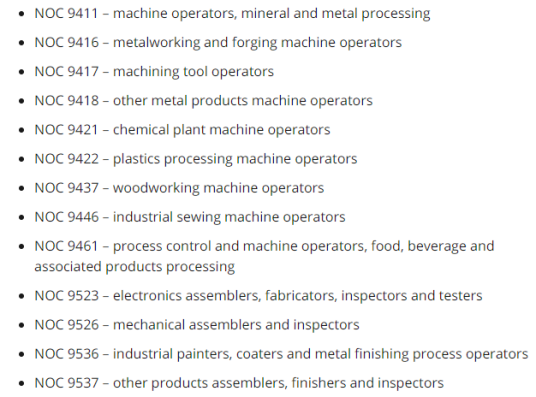 • NOC 9411 – machine operators, mineral and metal processing
• NOC 9416 – metalworking and forging machine operators
• NOC 9417 – machining tool operators
• NOC 9418 – other metal products machine operators
• NOC 9421 – chemical plant machine operators
• NOC 9422 – plastics processing machine operators
• NOC 9437 – woodworking machine operators
• NOC 9446 – industrial sewing machine operators
• NOC 9461 – process control and machine operators, food, beverage and
associated products processing
• NOC 9523 – electronics assemblers, fabricators, inspectors and testers
• NOC 9526 – mechanical assemblers and inspectors
• NOC 9536 – industrial painters, coaters and metal finishing process operators
• NOC 9537 – other products assemblers, finishers and inspectors